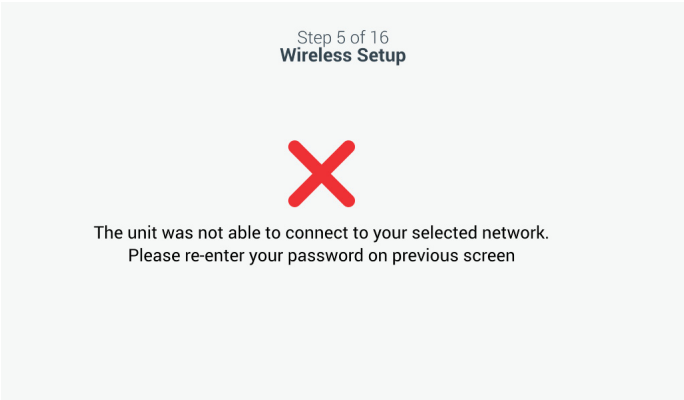 Step 5 of 16
Wireless Setup
The unit was not able to connect to your selected network.
Please re-enter your password on previous screen